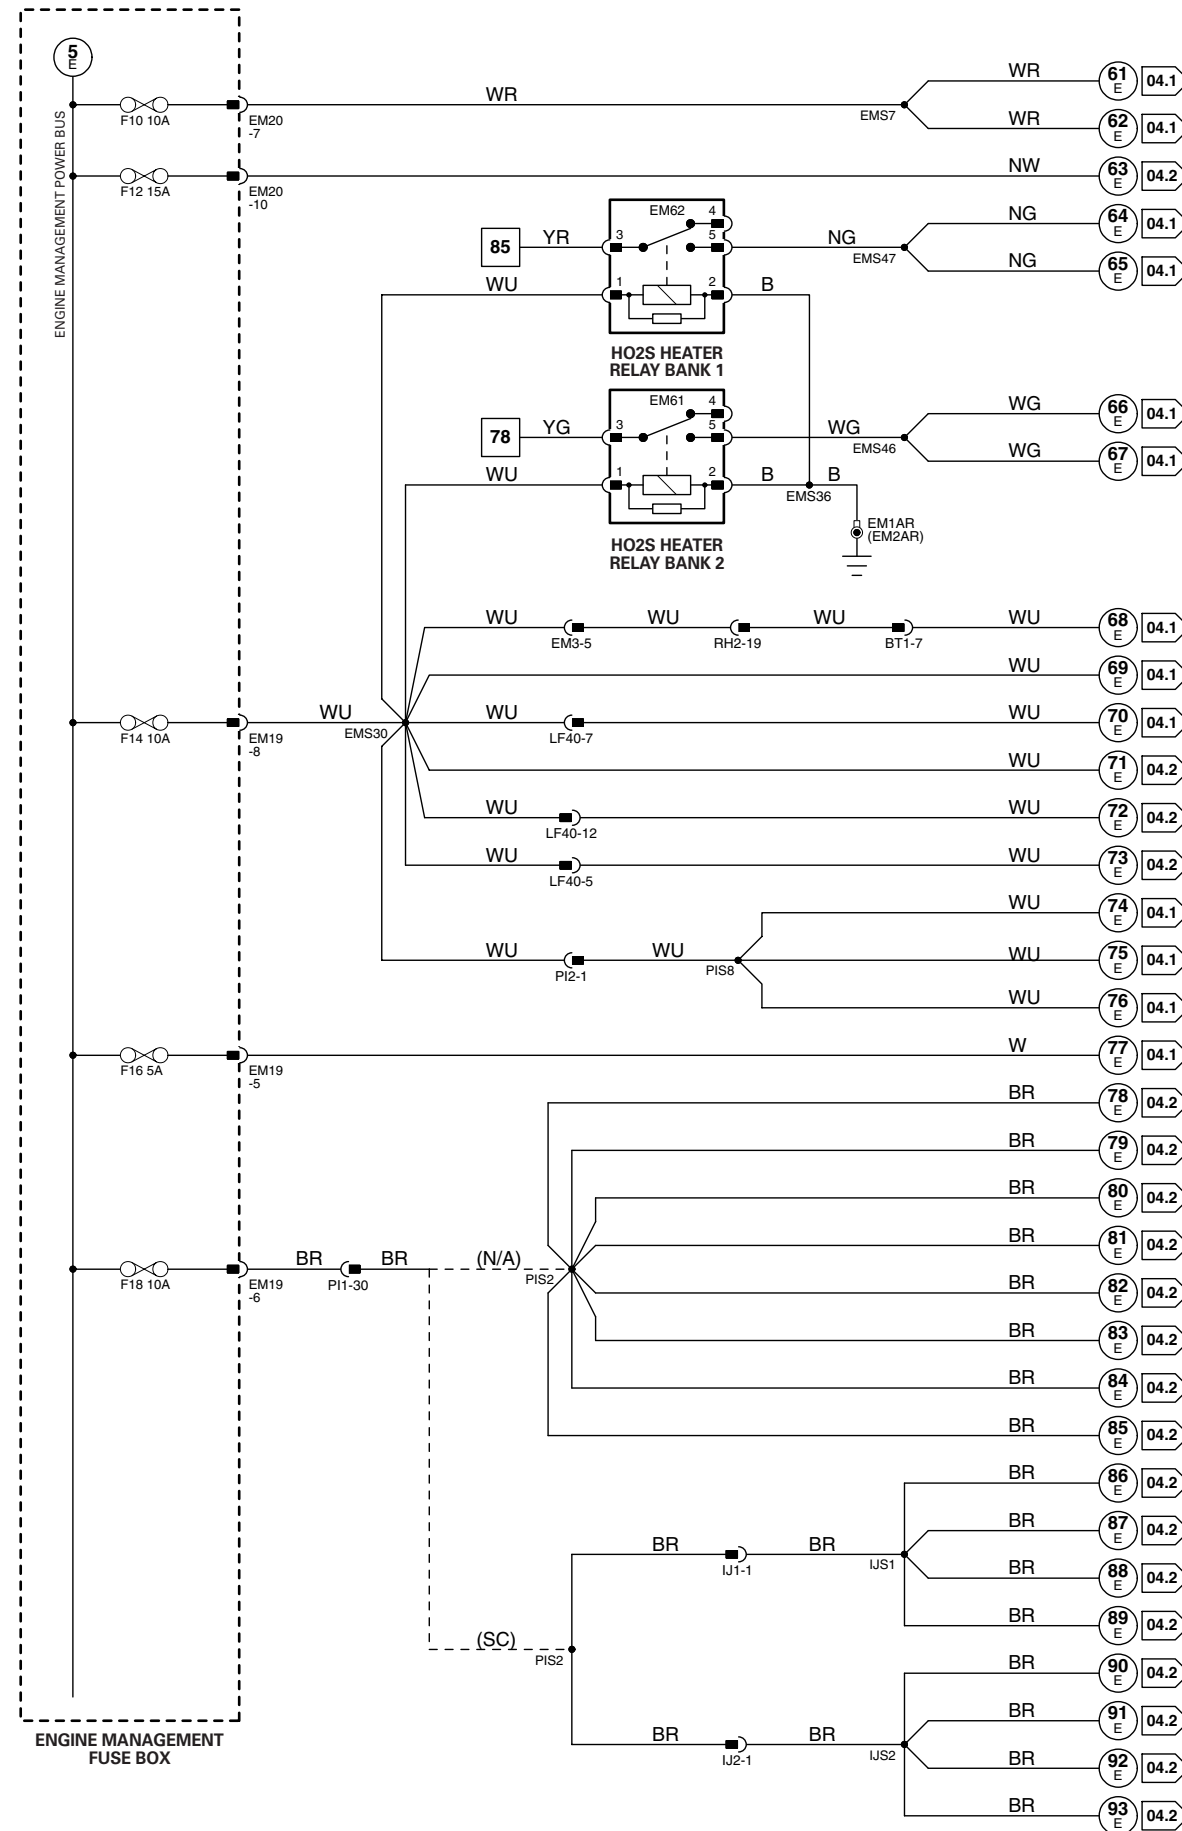 5
E
ENGINE MANAGEMENT POWER BUS
F10 10A
EM20
-7
WR
EMS7
WR
61
E
04.1
WR
62
E
04.1
F12 15A
EM20
-10
NW
63
E
04.2
EM62
4
85
YR
3
5
NG
EMS47
NG
64
E
04.1
NG
65
E
04.1
WU
1
2
B
HO2S HEATER
RELAY BANK 1
EM61
4
78
YG
3
5
WG
EMS46
WG
66
E
04.1
WG
67
E
04.1
WU
1
2
B
EMS36
B
EM1AR
(EM2AR)
HO2S HEATER
RELAY BANK 2
WU
EM3-5
WU
RH2-19
WU
BT1-7
WU
68
E
04.1
WU
69
E
04.1
F14 10A
EM19
-8
WU
EMS30
WU
LF40-7
WU
70
E
04.1
WU
71
E
04.2
WU
LF40-12
WU
72
E
04.2
WU
LF40-5
WU
73
E
04.2
WU
74
E
04.1
WU
PI2-1
WU
PIS8
WU
75
E
04.1
WU
76
E
04.1
F16 5A
EM19
-5
W
77
E
04.1
BR
78
E
04.2
BR
79
E
04.2
BR
80
E
04.2
BR
81
E
04.2
F18 10A
EM19
-6
BR
PI1-30
BR
(N/A)
PIS2
BR
82
E
04.2
BR
83
E
04.2
BR
84
E
04.2
BR
85
E
04.2
BR
86
E
04.2
BR
87
E
04.2
BR
IJ1-1
BR
IJS1
BR
88
E
04.2
BR
89
E
04.2
(SC)
PIS2
BR
90
E
04.2
BR
91
E
04.2
BR
IJ2-1
BR
IJS2
BR
92
E
04.2
BR
93
E
04.2
ENGINE MANAGEMENT
FUSE BOX